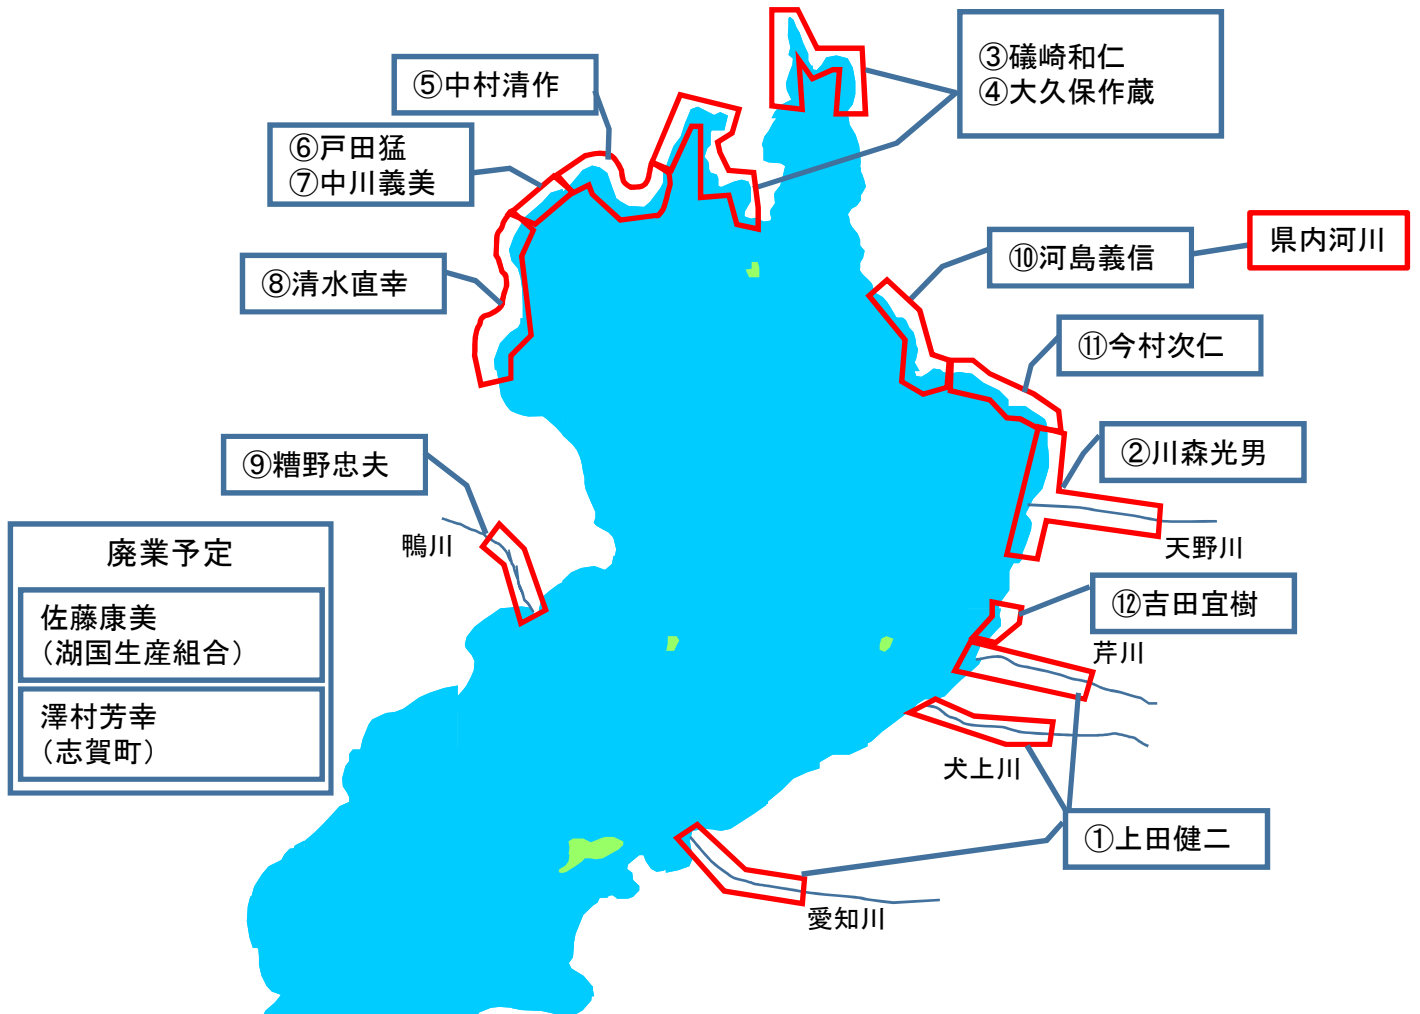 ③礒崎和仁
④大久保作蔵
⑤中村清作
⑥戸田猛
⑦中川義美
県内河川
⑩河島義信
⑧清水直幸
⑪今村次仁
②川森光男
⑨糟野忠夫
鴨川
天野川
廃業予定
佐藤康美
（湖国生産組合）
澤村芳幸
（志賀町）
⑫吉田宜樹
芹川
犬上川
①上田健二
愛知川